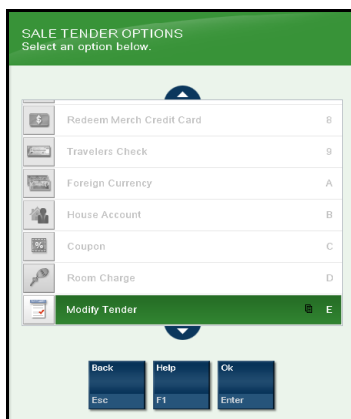 SALE TENDER OPTIONS
Select an option below.
Redeem Merch Credit Card 8
Travelers Check 9
Foreign Currency A
House Account B
Coupon C
Room Charge D
Modify Tender E
Back Help Ok
Esc F1 Enter